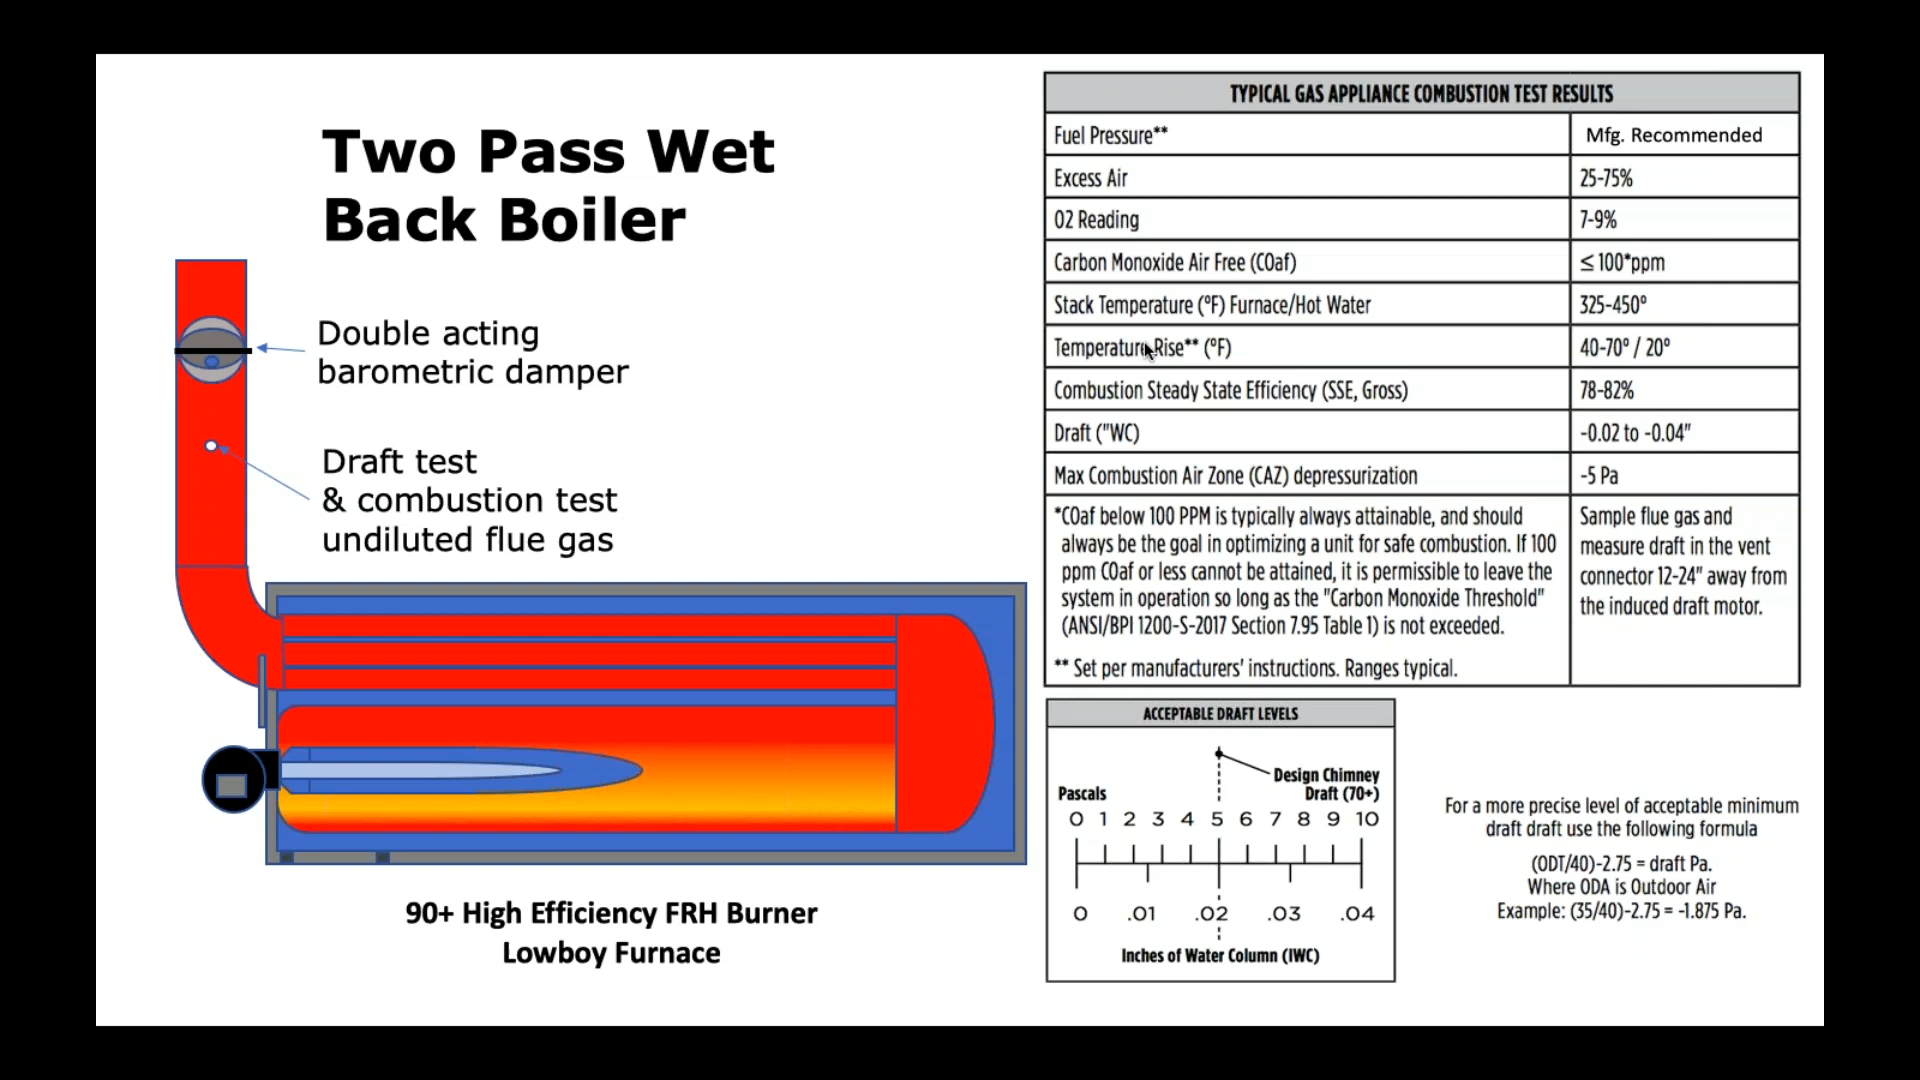 Two Pass Wet
Back Boiler
Double acting
barometric damper
Draft test
& combustion test
undiluted flue gas
90+ High Efficiency FRH Burner
Lowboy Furnace
TYPICAL GAS APPLIANCE COMBUSTION TEST RESULTS
Fuel Pressure** Mfg. Recommended
Excess Air 25-75%
O2 Reading 7-9%
Carbon Monoxide Air Free (COaf) ≤ 100*ppm
Stack Temperature (°F) Furnace/Hot Water 325-450°
Temperature Rise** (°F) 40-70° / 20°
Combustion Steady State Efficiency (SSE, Gross) 78-82%
Draft ("WC) -0.02 to -0.04"
Max Combustion Air Zone (CAZ) depressurization -5 Pa
*COaf below 100 PPM is typically always attainable, and should
always be the goal in optimizing a unit for safe combustion. If 100
ppm COaf or less cannot be attained, it is permissible to leave the
system in operation so long as the "Carbon Monoxide Threshold"
(ANSI/BPI 1200-S-2017 Section 7.95 Table 1) is not exceeded.
** Set per manufacturers' instructions. Ranges typical.
Sample flue gas and
measure draft in the vent
connector 12-24" away from
the induced draft motor.
ACCEPTABLE DRAFT LEVELS
Design Chimney
Draft (70+)
Pascals
0 1 2 3 4 5 6 7 8 9 10
0 .01 .02 .03 .04
Inches of Water Column (IWC)
For a more precise level of acceptable minimum
draft draft use the following formula
(ODT/40)-2.75 = draft Pa.
Where ODA is Outdoor Air
Example: (35/40)-2.75 = -1.875 Pa.